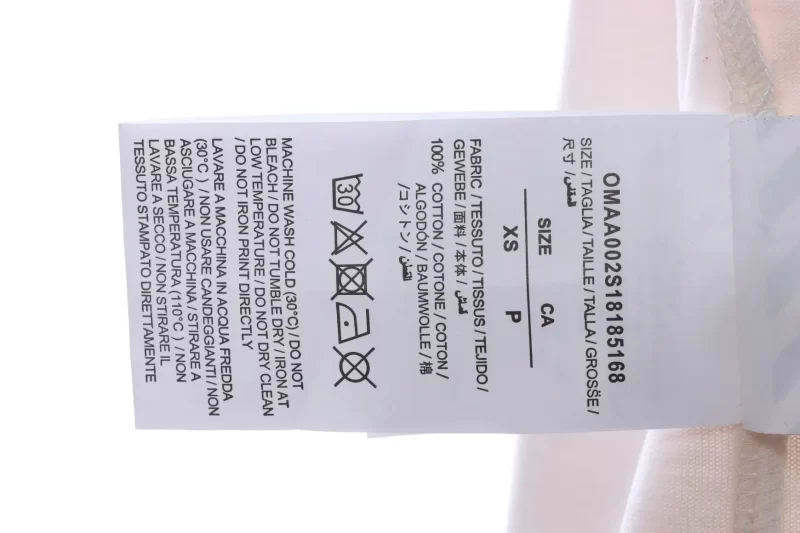 OMAA002S18185168
SIZE / TAGLIA / TAILLE / TALLA / GROSSE /
尺寸 / المقاس
SIZE CA
XS P
FABRIC / TESSUTO / TISSUS / TEJIDO /
GEWEBE / 面料 / 本体 / قماش
100% COTTON / COTONE / COTON /
ALGODÓN / BAUMWOLLE / 棉
/ コットン / القطن
30
MACHINE WASH COLD (30°C) / DO NOT
BLEACH / DO NOT TUMBLE DRY / IRON AT
LOW TEMPERATURE / DO NOT DRY CLEAN
/ DO NOT IRON PRINT DIRECTLY
LAVARE A MACCHINA IN ACQUA FREDDA
(30°C ) / NON USARE CANDEGGIANTI / NON
ASCIUGARE A MACCHINA / STIRARE A
BASSA TEMPERATURA (110°C ) / NON
LAVARE A SECCO / NON STIRARE IL
TESSUTO STAMPATO DIRETTAMENTE